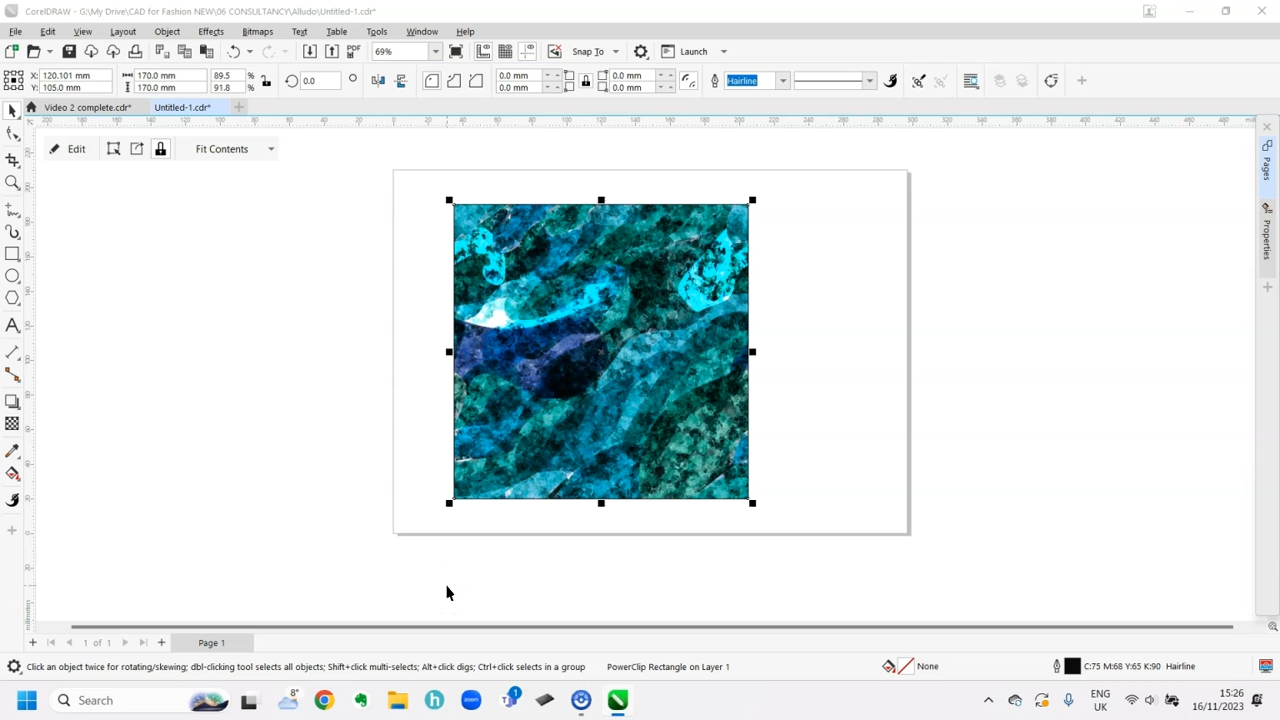 CorelDRAW - G:\My Drive\CAD for Fashion NEW\06 CONSULTANCY\Alludo\Untitled-1.cdr*
File Edit View Layout Object Effects Bitmaps Text Table Tools Window Help
PDF 69% Snap To Launch
X: 120.101 mm 170.0 mm 89.5 % 0.0 ° 0.0 mm 0.0 mm Hairline
105.0 mm 170.0 mm 91.8 % 0.0 mm 0.0 mm
Video 2 complete.cdr* Untitled-1.cdr*
Edit Fit Contents
Pages
Properties
1 of 1 Page 1
Click an object twice for rotating/skewing; dbl-clicking tool selects all objects; Shift+click multi-selects; Alt+click digs; Ctrl+click selects in a group PowerClip Rectangle on Layer 1 None C:75 M:68 Y:65 K:90 Hairline
Search 8° 1 ENG 15:26
UK 16/11/2023